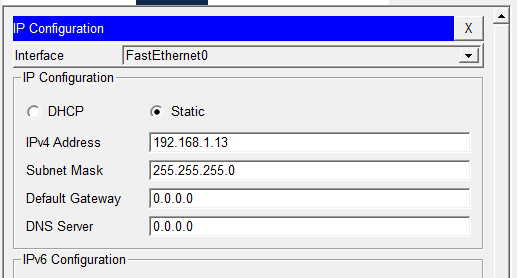 IP Configuration X
Interface FastEthernet0
IP Configuration
DHCP Static
IPv4 Address 192.168.1.13
Subnet Mask 255.255.255.0
Default Gateway 0.0.0.0
DNS Server 0.0.0.0
IPv6 Configuration